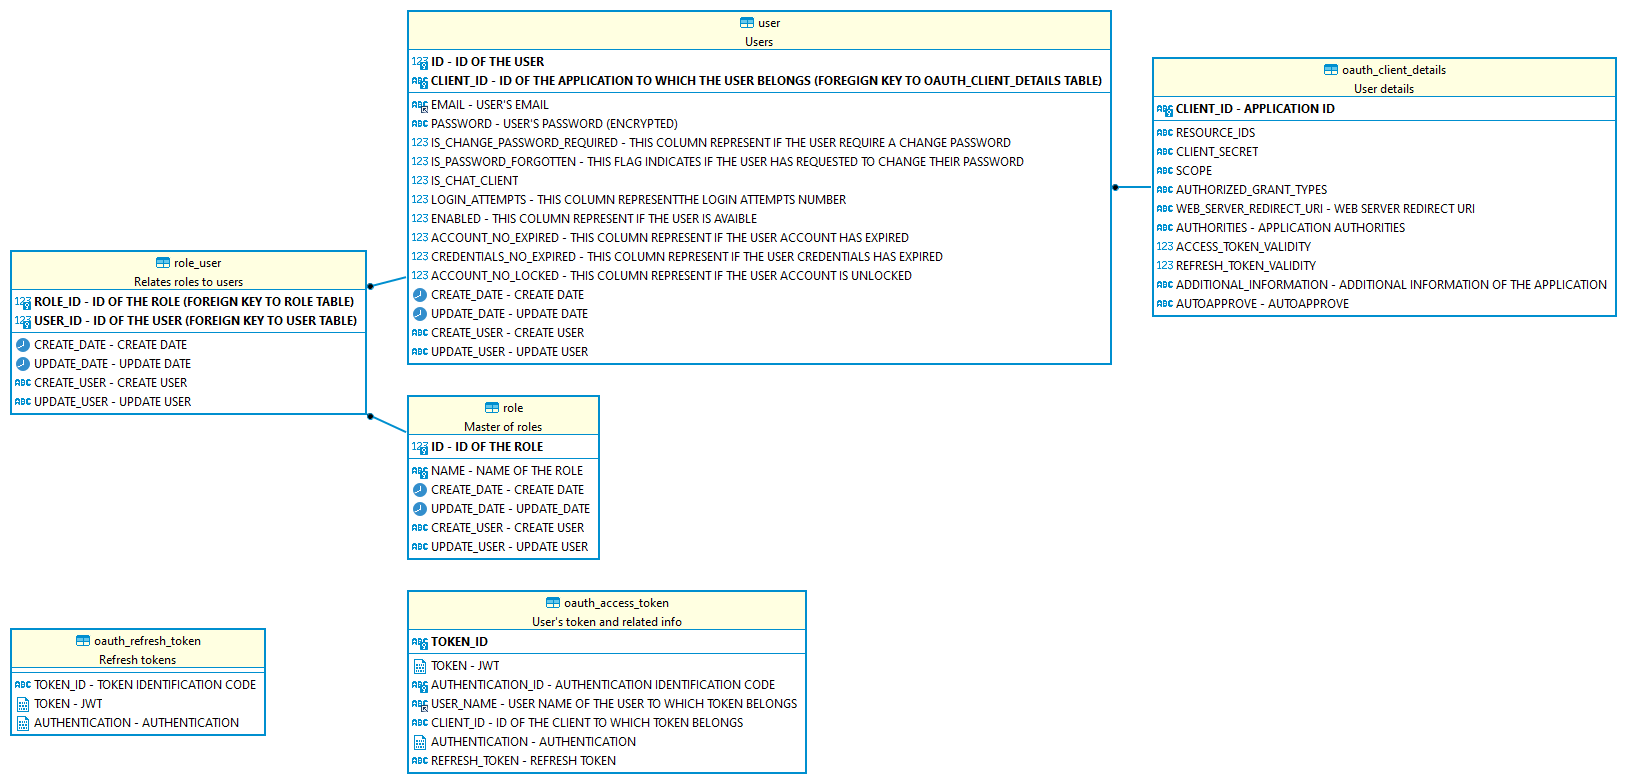 user
Users
ID - ID OF THE USER
CLIENT_ID - ID OF THE APPLICATION TO WHICH THE USER BELONGS (FOREGIGN KEY TO OAUTH_CLIENT_DETAILS TABLE)
EMAIL - USER'S EMAIL
PASSWORD - USER'S PASSWORD (ENCRYPTED)
IS_CHANGE_PASSWORD_REQUIRED - THIS COLUMN REPRESENT IF THE USER REQUIRE A CHANGE PASSWORD
IS_PASSWORD_FORGOTTEN - THIS FLAG INDICATES IF THE USER HAS REQUESTED TO CHANGE THEIR PASSWORD
IS_CHAT_CLIENT
LOGIN_ATTEMPTS - THIS COLUMN REPRESENTTHE LOGIN ATTEMPTS NUMBER
ENABLED - THIS COLUMN REPRESENT IF THE USER IS AVAIBLE
ACCOUNT_NO_EXPIRED - THIS COLUMN REPRESENT IF THE USER ACCOUNT HAS EXPIRED
CREDENTIALS_NO_EXPIRED - THIS COLUMN REPRESENT IF THE USER CREDENTIALS HAS EXPIRED
ACCOUNT_NO_LOCKED - THIS COLUMN REPRESENT IF THE USER ACCOUNT IS UNLOCKED
CREATE_DATE - CREATE DATE
UPDATE_DATE - UPDATE DATE
CREATE_USER - CREATE USER
UPDATE_USER - UPDATE USER
oauth_client_details
User details
CLIENT_ID - APPLICATION ID
RESOURCE_IDS
CLIENT_SECRET
SCOPE
AUTHORIZED_GRANT_TYPES
WEB_SERVER_REDIRECT_URI - WEB SERVER REDIRECT URI
AUTHORITIES - APPLICATION AUTHORITIES
ACCESS_TOKEN_VALIDITY
REFRESH_TOKEN_VALIDITY
ADDITIONAL_INFORMATION - ADDITIONAL INFORMATION OF THE APPLICATION
AUTOAPPROVE - AUTOAPPROVE
role_user
Relates roles to users
ROLE_ID - ID OF THE ROLE (FOREIGN KEY TO ROLE TABLE)
USER_ID - ID OF THE USER (FOREIGN KEY TO USER TABLE)
CREATE_DATE - CREATE DATE
UPDATE_DATE - UPDATE DATE
CREATE_USER - CREATE USER
UPDATE_USER - UPDATE USER
role
Master of roles
ID - ID OF THE ROLE
NAME - NAME OF THE ROLE
CREATE_DATE - CREATE DATE
UPDATE_DATE - UPDATE_DATE
CREATE_USER - CREATE USER
UPDATE_USER - UPDATE USER
oauth_refresh_token
Refresh tokens
TOKEN_ID - TOKEN IDENTIFICATION CODE
TOKEN - JWT
AUTHENTICATION - AUTHENTICATION
oauth_access_token
User's token and related info
TOKEN_ID
TOKEN - JWT
AUTHENTICATION_ID - AUTHENTICATION IDENTIFICATION CODE
USER_NAME - USER NAME OF THE USER TO WHICH TOKEN BELONGS
CLIENT_ID - ID OF THE CLIENT TO WHICH TOKEN BELONGS
AUTHENTICATION - AUTHENTICATION
REFRESH_TOKEN - REFRESH TOKEN